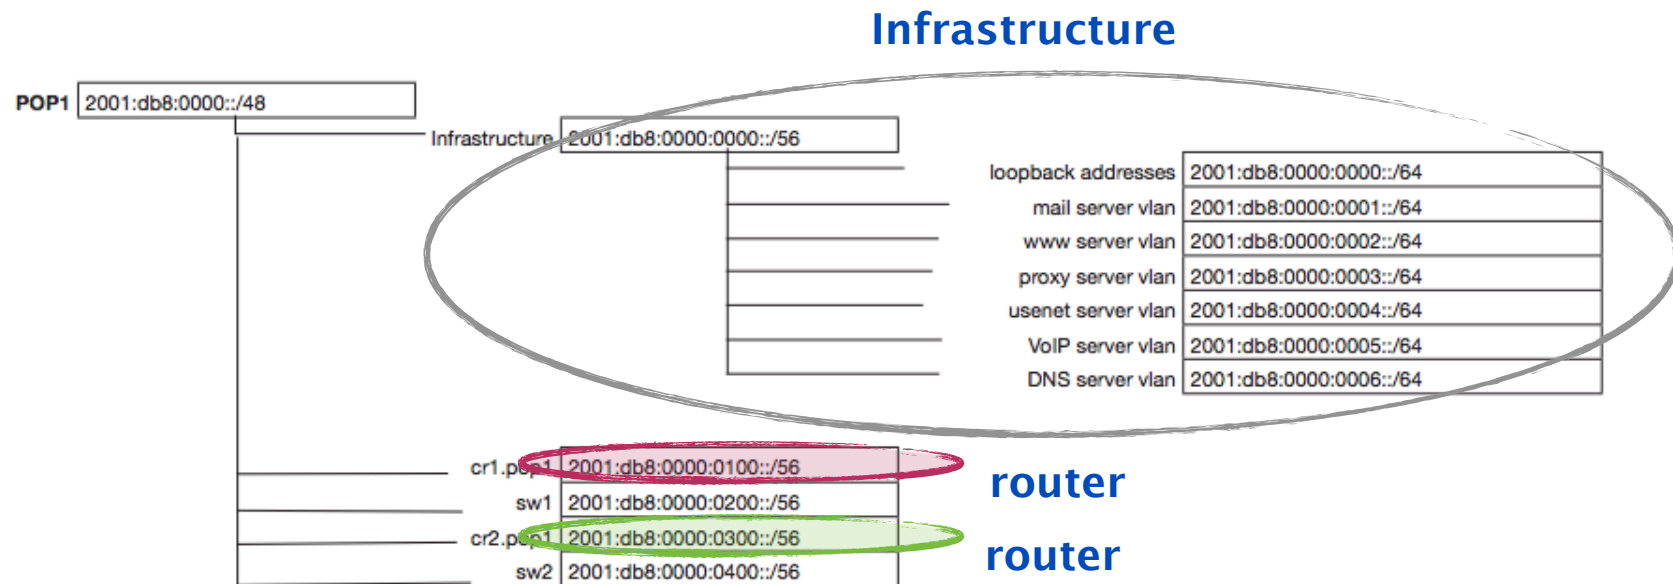 Infrastructure
POP1 2001:db8:0000::/48
Infrastructure 2001:db8:0000:0000::/56
loopback addresses 2001:db8:0000:0000::/64
mail server vlan 2001:db8:0000:0001::/64
www server vlan 2001:db8:0000:0002::/64
proxy server vlan 2001:db8:0000:0003::/64
usenet server vlan 2001:db8:0000:0004::/64
VoIP server vlan 2001:db8:0000:0005::/64
DNS server vlan 2001:db8:0000:0006::/64
cr1.pop1 2001:db8:0000:0100::/56
router
sw1 2001:db8:0000:0200::/56
cr2.pop1 2001:db8:0000:0300::/56
router
sw2 2001:db8:0000:0400::/56